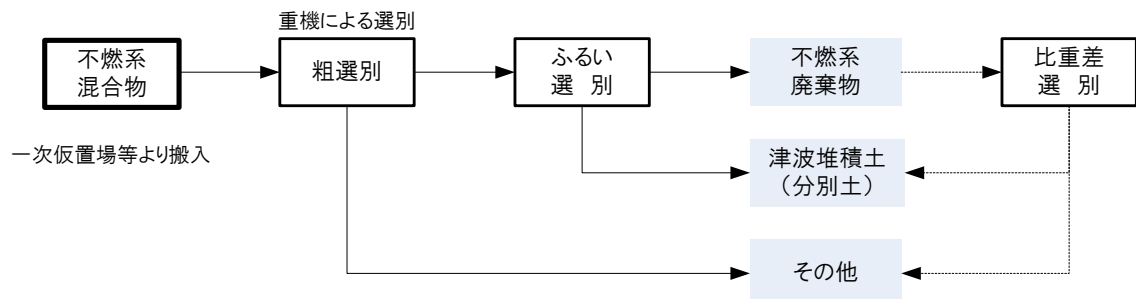 重機による選別
不燃系
混合物
粗選別
ふるい
選 別
不燃系
廃棄物
比重差
選 別
一次仮置場等より搬入
津波堆積土
（分別土）
その他